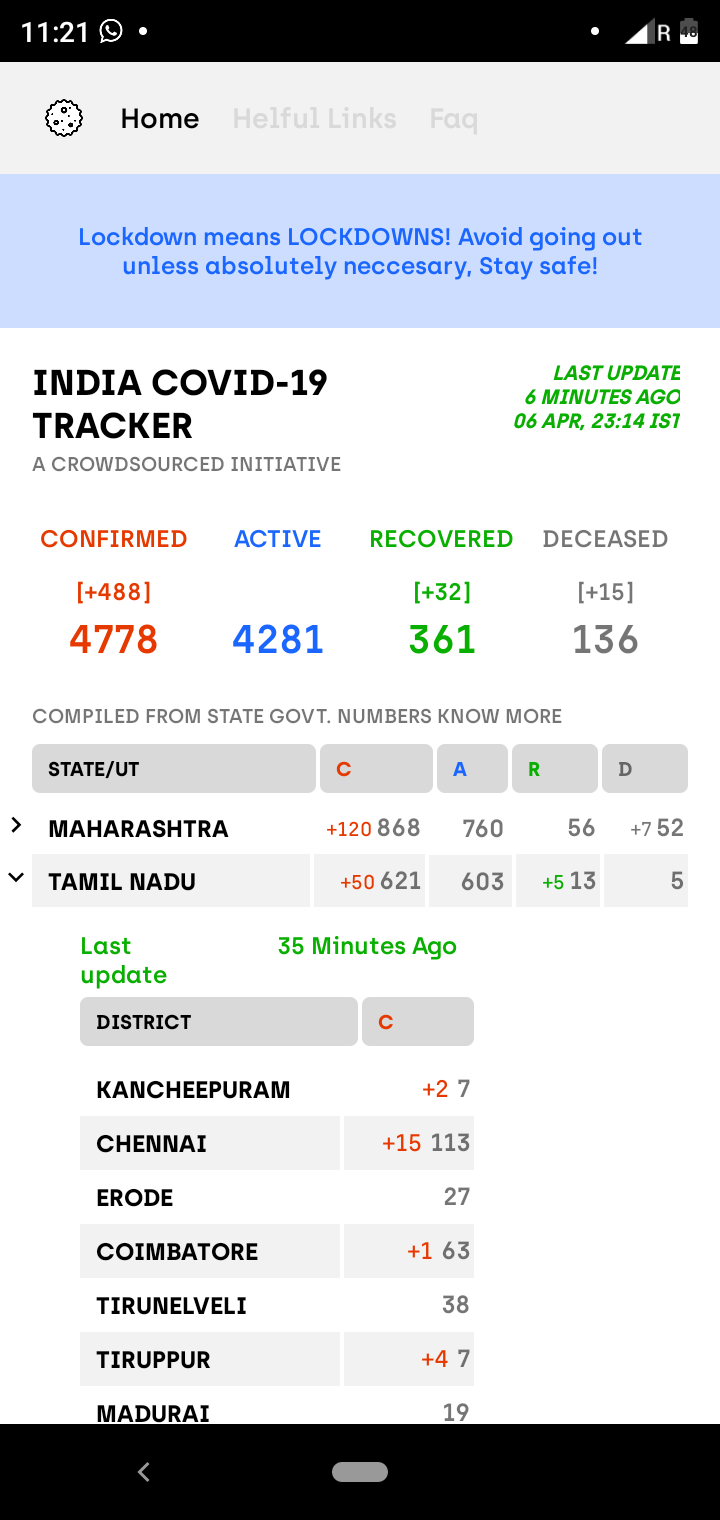 11:21
R 48
Home Helful Links Faq
Lockdown means LOCKDOWNS! Avoid going out
unless absolutely neccesary, Stay safe!
INDIA COVID-19
TRACKER
A CROWDSOURCED INITIATIVE
LAST UPDATE
6 MINUTES AGO
06 APR, 23:14 IST
CONFIRMED ACTIVE RECOVERED DECEASED
[+488] [+32] [+15]
4778 4281 361 136
COMPILED FROM STATE GOVT. NUMBERS KNOW MORE
STATE/UT C A R D
MAHARASHTRA +120 868 760 56 +7 52
TAMIL NADU +50 621 603 +5 13 5
Last update 35 Minutes Ago
DISTRICT C
KANCHEEPURAM +2 7
CHENNAI +15 113
ERODE 27
COIMBATORE +1 63
TIRUNELVELI 38
TIRUPPUR +4 7
MADURAI 19